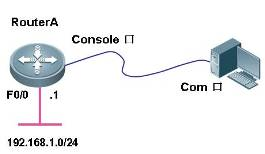 RouterA
Console 口
Com 口
F0/0 .1
192.168.1.0/24